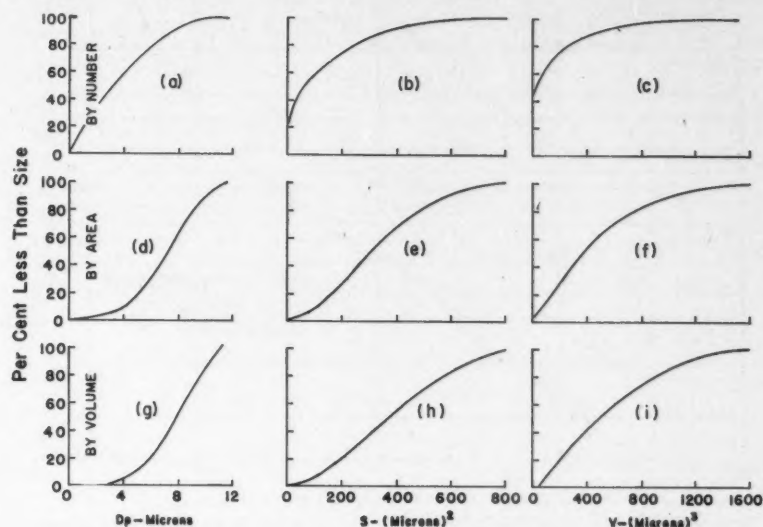 Per Cent Less Than Size
BY NUMBER
100
80
60
40
20
0
(a)
(b)
(c)
BY AREA
100
80
60
40
20
0
(d)
(e)
(f)
BY VOLUME
100
80
60
40
20
0
(g)
(h)
(i)
0 4 8 12
0 200 400 600 800
0 400 800 1200 1600
Dp-Microns
S-(Microns)²
V-(Microns)³